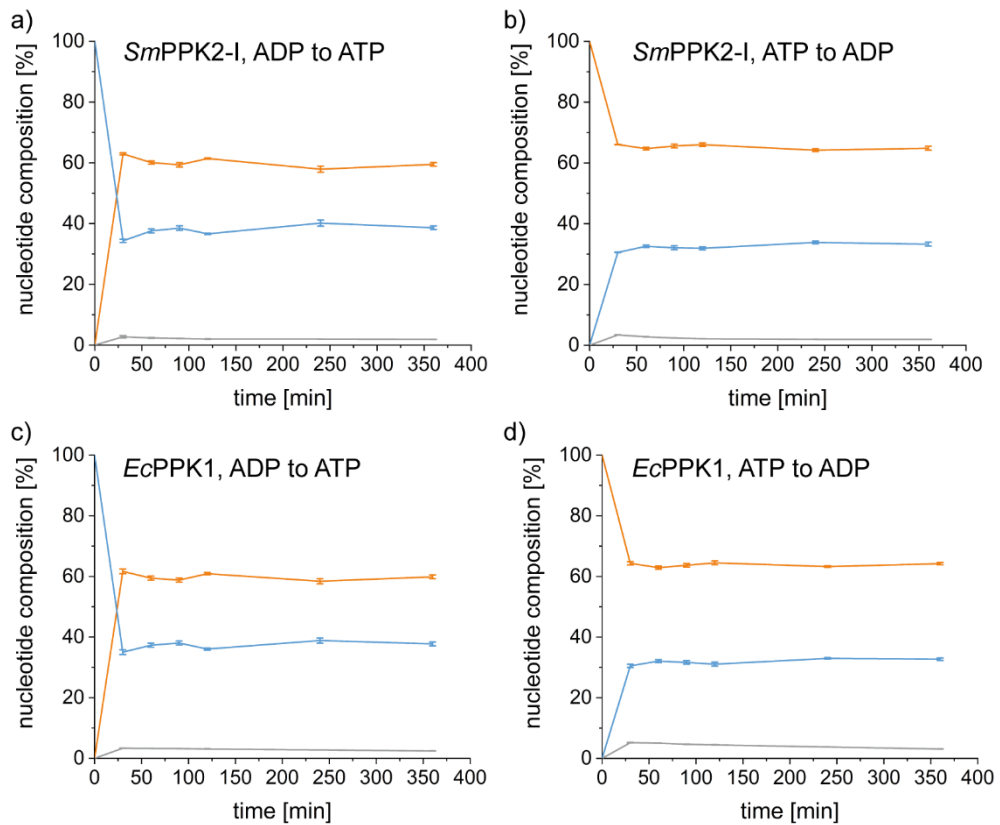 a)
SmPPK2-I, ADP to ATP
nucleotide composition [%]
100
80
60
40
20
0
0 50 100 150 200 250 300 350 400
time [min]
b)
SmPPK2-I, ATP to ADP
nucleotide composition [%]
100
80
60
40
20
0
0 50 100 150 200 250 300 350 400
time [min]
c)
EcPPK1, ADP to ATP
nucleotide composition [%]
100
80
60
40
20
0
0 50 100 150 200 250 300 350 400
time [min]
d)
EcPPK1, ATP to ADP
nucleotide composition [%]
100
80
60
40
20
0
0 50 100 150 200 250 300 350 400
time [min]